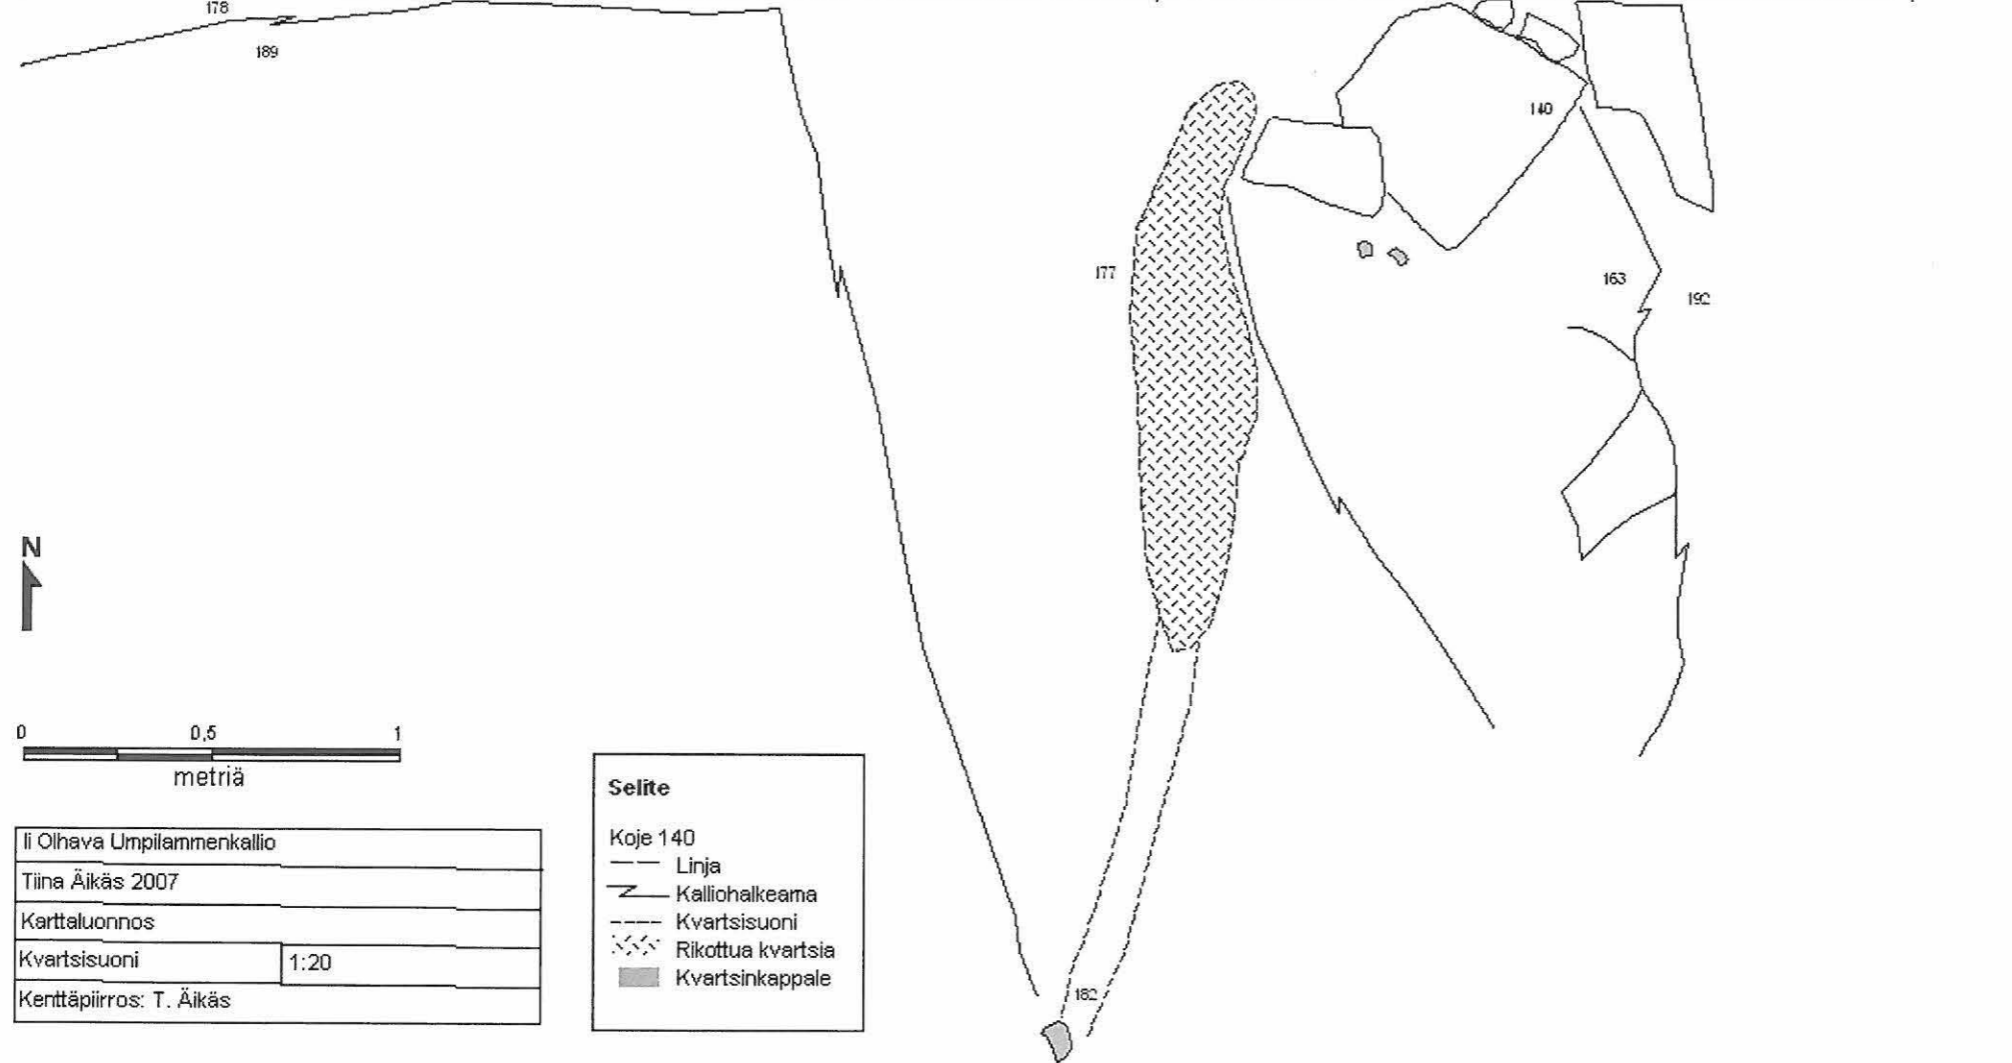 178
189
140
177
163
192
N
0 0,5 1
metriä
Selite
Koje 140
Linja
Kalliohalkeama
Kvartsisuoni
Rikottua kvartsia
Kvartsinkappale
Ii Olhava Umpilammenkallio
Tiina Äikäs 2007
Karttaluonnos
Kvartsisuoni 1:20
Kenttäpiirros: T. Äikäs
182